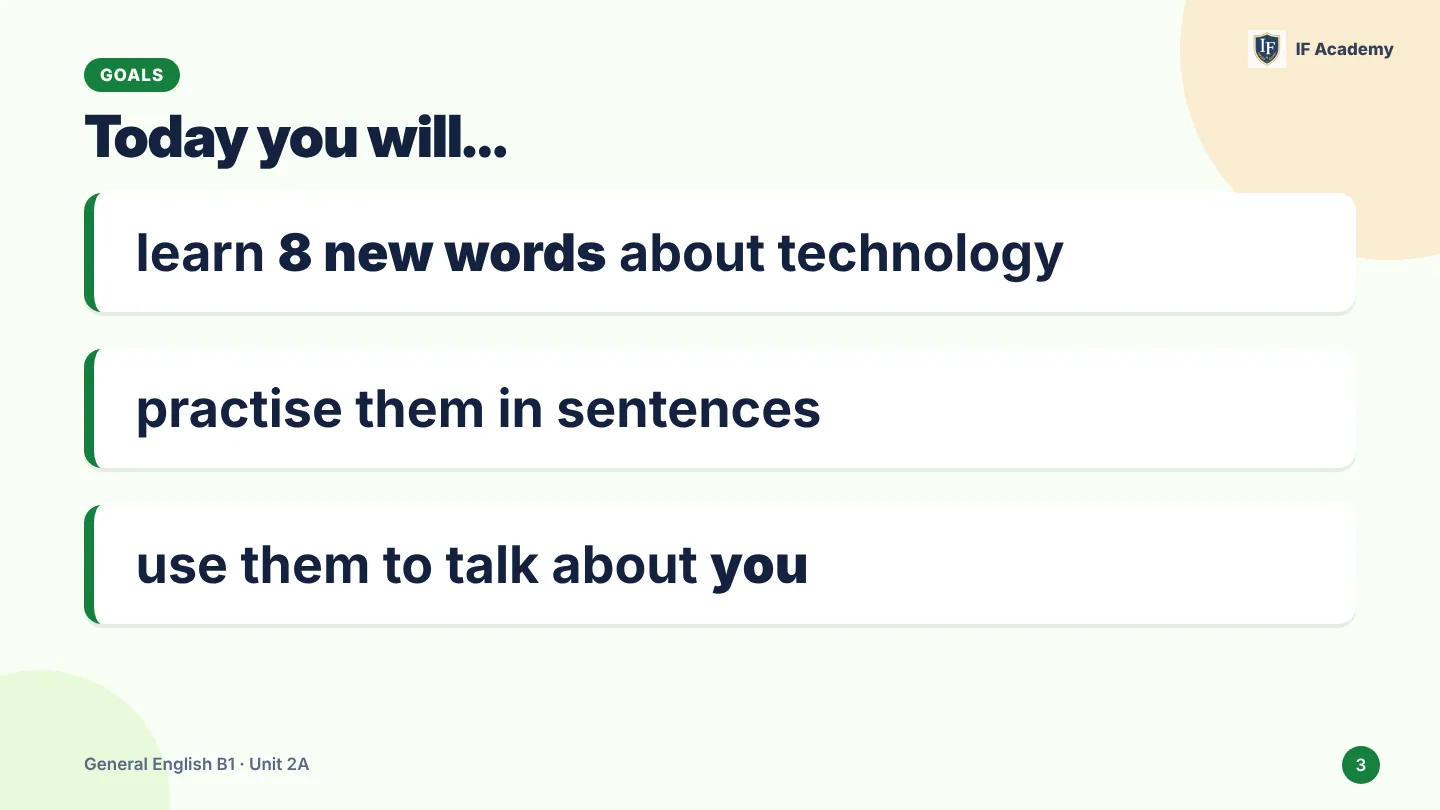 IF
IF Academy
GOALS
Today you will...
learn 8 new words about technology
practise them in sentences
use them to talk about you
General English B1 · Unit 2A
3